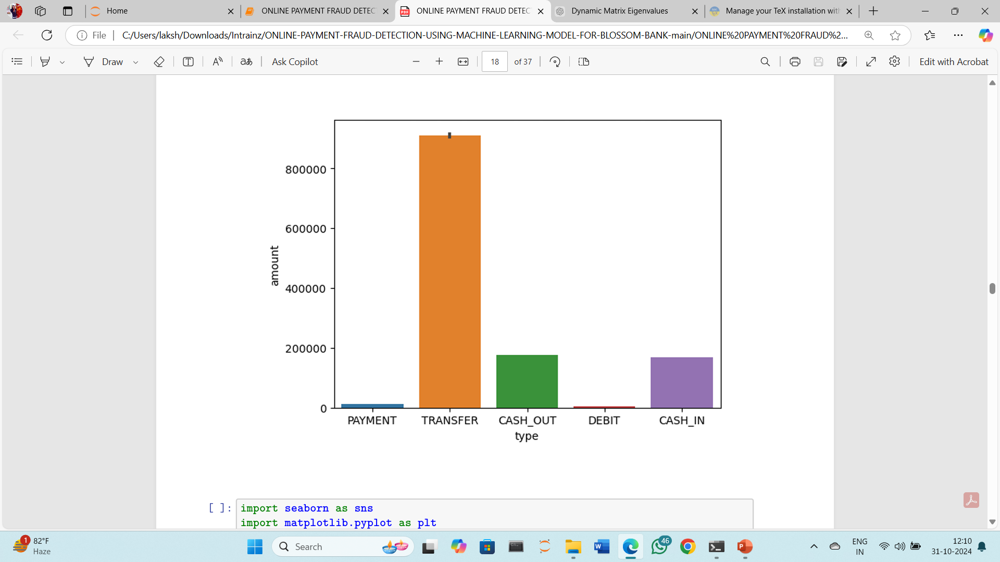 Home
ONLINE PAYMENT FRAUD DETEC
ONLINE PAYMENT FRAUD DETEC
Dynamic Matrix Eigenvalues
Manage your TeX installation with
File
C:/Users/laksh/Downloads/Intrainz/ONLINE-PAYMENT-FRAUD-DETECTION-USING-MACHINE-LEARNING-MODEL-FOR-BLOSSOM-BANK-main/ONLINE%20PAYMENT%20FRAUD%2...
Draw
aあ
Ask Copilot
18 of 37
Edit with Acrobat
800000
600000
400000
200000
0
amount
PAYMENT TRANSFER CASH_OUT DEBIT CASH_IN
type
[ ]: import seaborn as sns
import matplotlib.pyplot as plt
1
82°F
Haze
Search
46
ENG
IN
12:10
31-10-2024